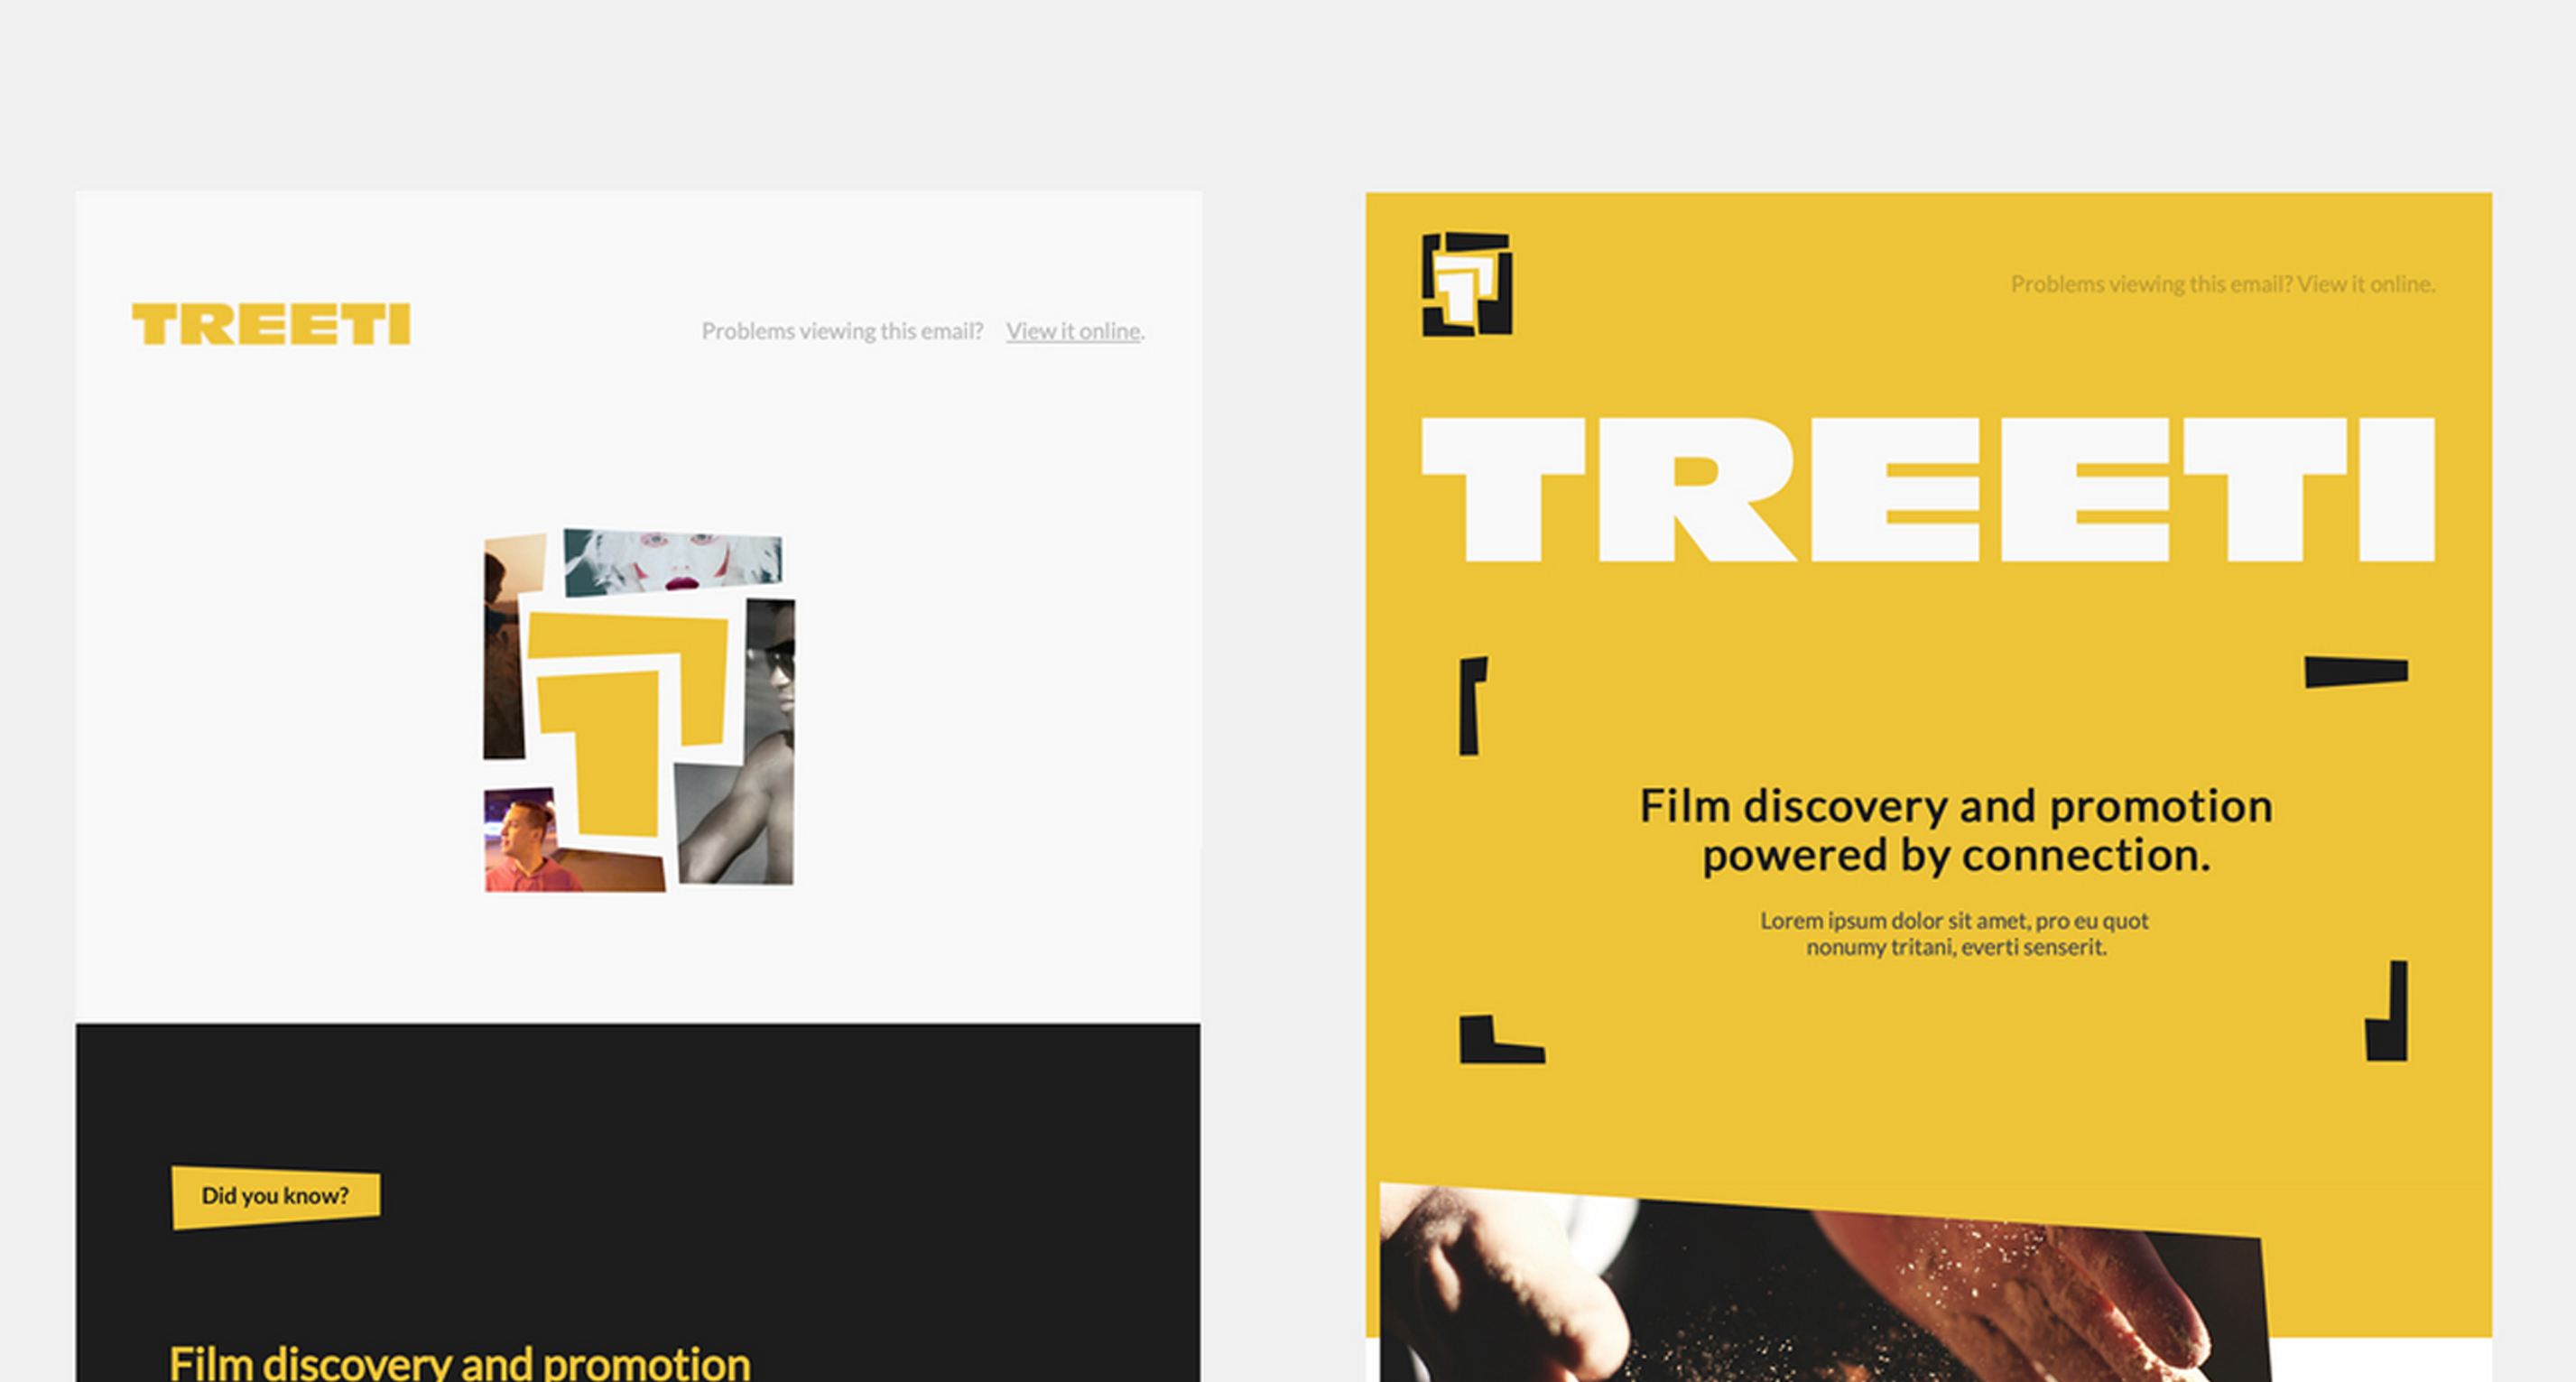 TREETI
Problems viewing this email? View it online.
Did you know?
Film discovery and promotion
Problems viewing this email? View it online.
TREETI
Film discovery and promotion
powered by connection.
Lorem ipsum dolor sit amet, pro eu quot
nonumy tritani, everti senserit.